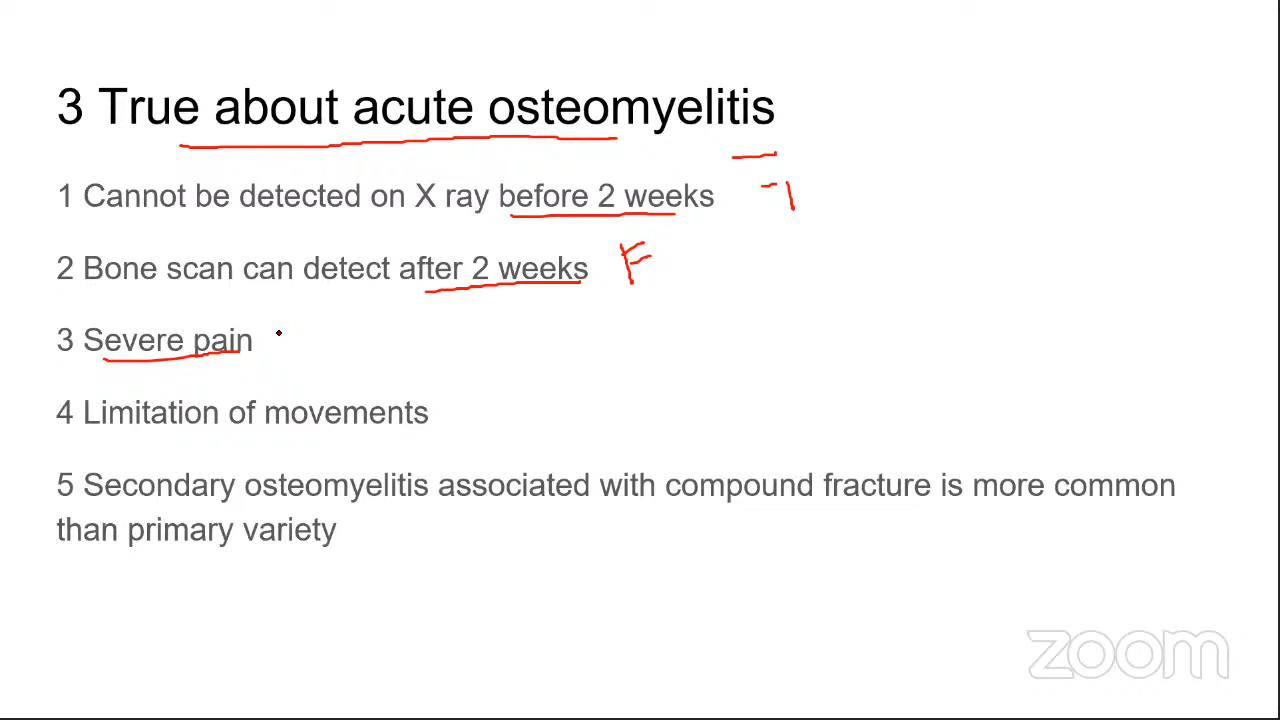 3 True about acute osteomyelitis
1 Cannot be detected on X ray before 2 weeks T
2 Bone scan can detect after 2 weeks F
3 Severe pain
4 Limitation of movements
5 Secondary osteomyelitis associated with compound fracture is more common
than primary variety
zoom